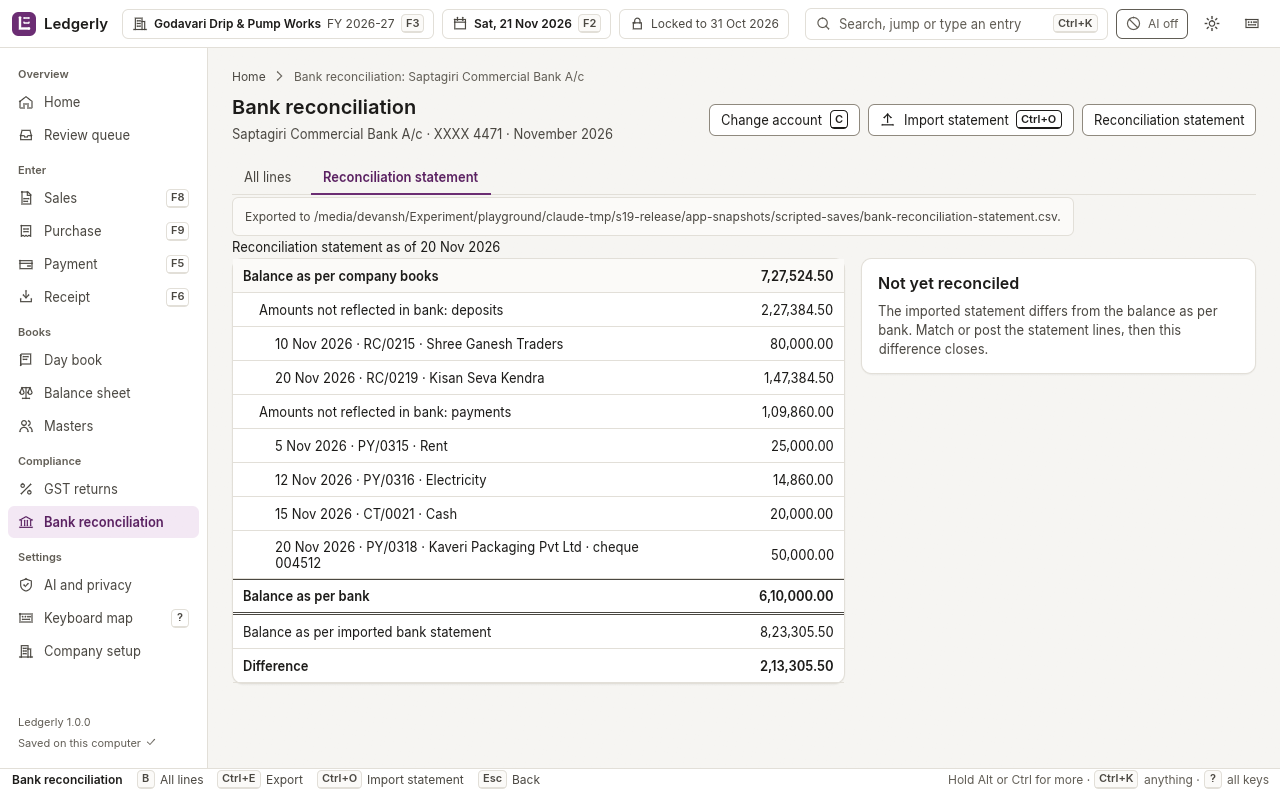 Ledgerly
Godavari Drip & Pump Works FY 2026-27 F3
Sat, 21 Nov 2026 F2
Locked to 31 Oct 2026
Search, jump or type an entry Ctrl+K
AI off
Overview
Home
Review queue
Enter
Sales F8
Purchase F9
Payment F5
Receipt F6
Books
Day book
Balance sheet
Masters
Compliance
GST returns
Bank reconciliation
Settings
AI and privacy
Keyboard map ?
Company setup
Ledgerly 1.0.0
Saved on this computer
Home > Bank reconciliation: Saptagiri Commercial Bank A/c
Bank reconciliation
Saptagiri Commercial Bank A/c · XXXX 4471 · November 2026
Change account C
Import statement Ctrl+O
Reconciliation statement
All lines
Reconciliation statement
Exported to /media/devansh/Experiment/playground/claude-tmp/s19-release/app-snapshots/scripted-saves/bank-reconciliation-statement.csv.
Reconciliation statement as of 20 Nov 2026
Balance as per company books 7,27,524.50
Amounts not reflected in bank: deposits 2,27,384.50
10 Nov 2026 · RC/0215 · Shree Ganesh Traders 80,000.00
20 Nov 2026 · RC/0219 · Kisan Seva Kendra 1,47,384.50
Amounts not reflected in bank: payments 1,09,860.00
5 Nov 2026 · PY/0315 · Rent 25,000.00
12 Nov 2026 · PY/0316 · Electricity 14,860.00
15 Nov 2026 · CT/0021 · Cash 20,000.00
20 Nov 2026 · PY/0318 · Kaveri Packaging Pvt Ltd · cheque
004512 50,000.00
Balance as per bank 6,10,000.00
Balance as per imported bank statement 8,23,305.50
Difference 2,13,305.50
Not yet reconciled
The imported statement differs from the balance as per
bank. Match or post the statement lines, then this
difference closes.
Bank reconciliation B All lines Ctrl+E Export Ctrl+O Import statement Esc Back
Hold Alt or Ctrl for more · Ctrl+K anything · ? all keys